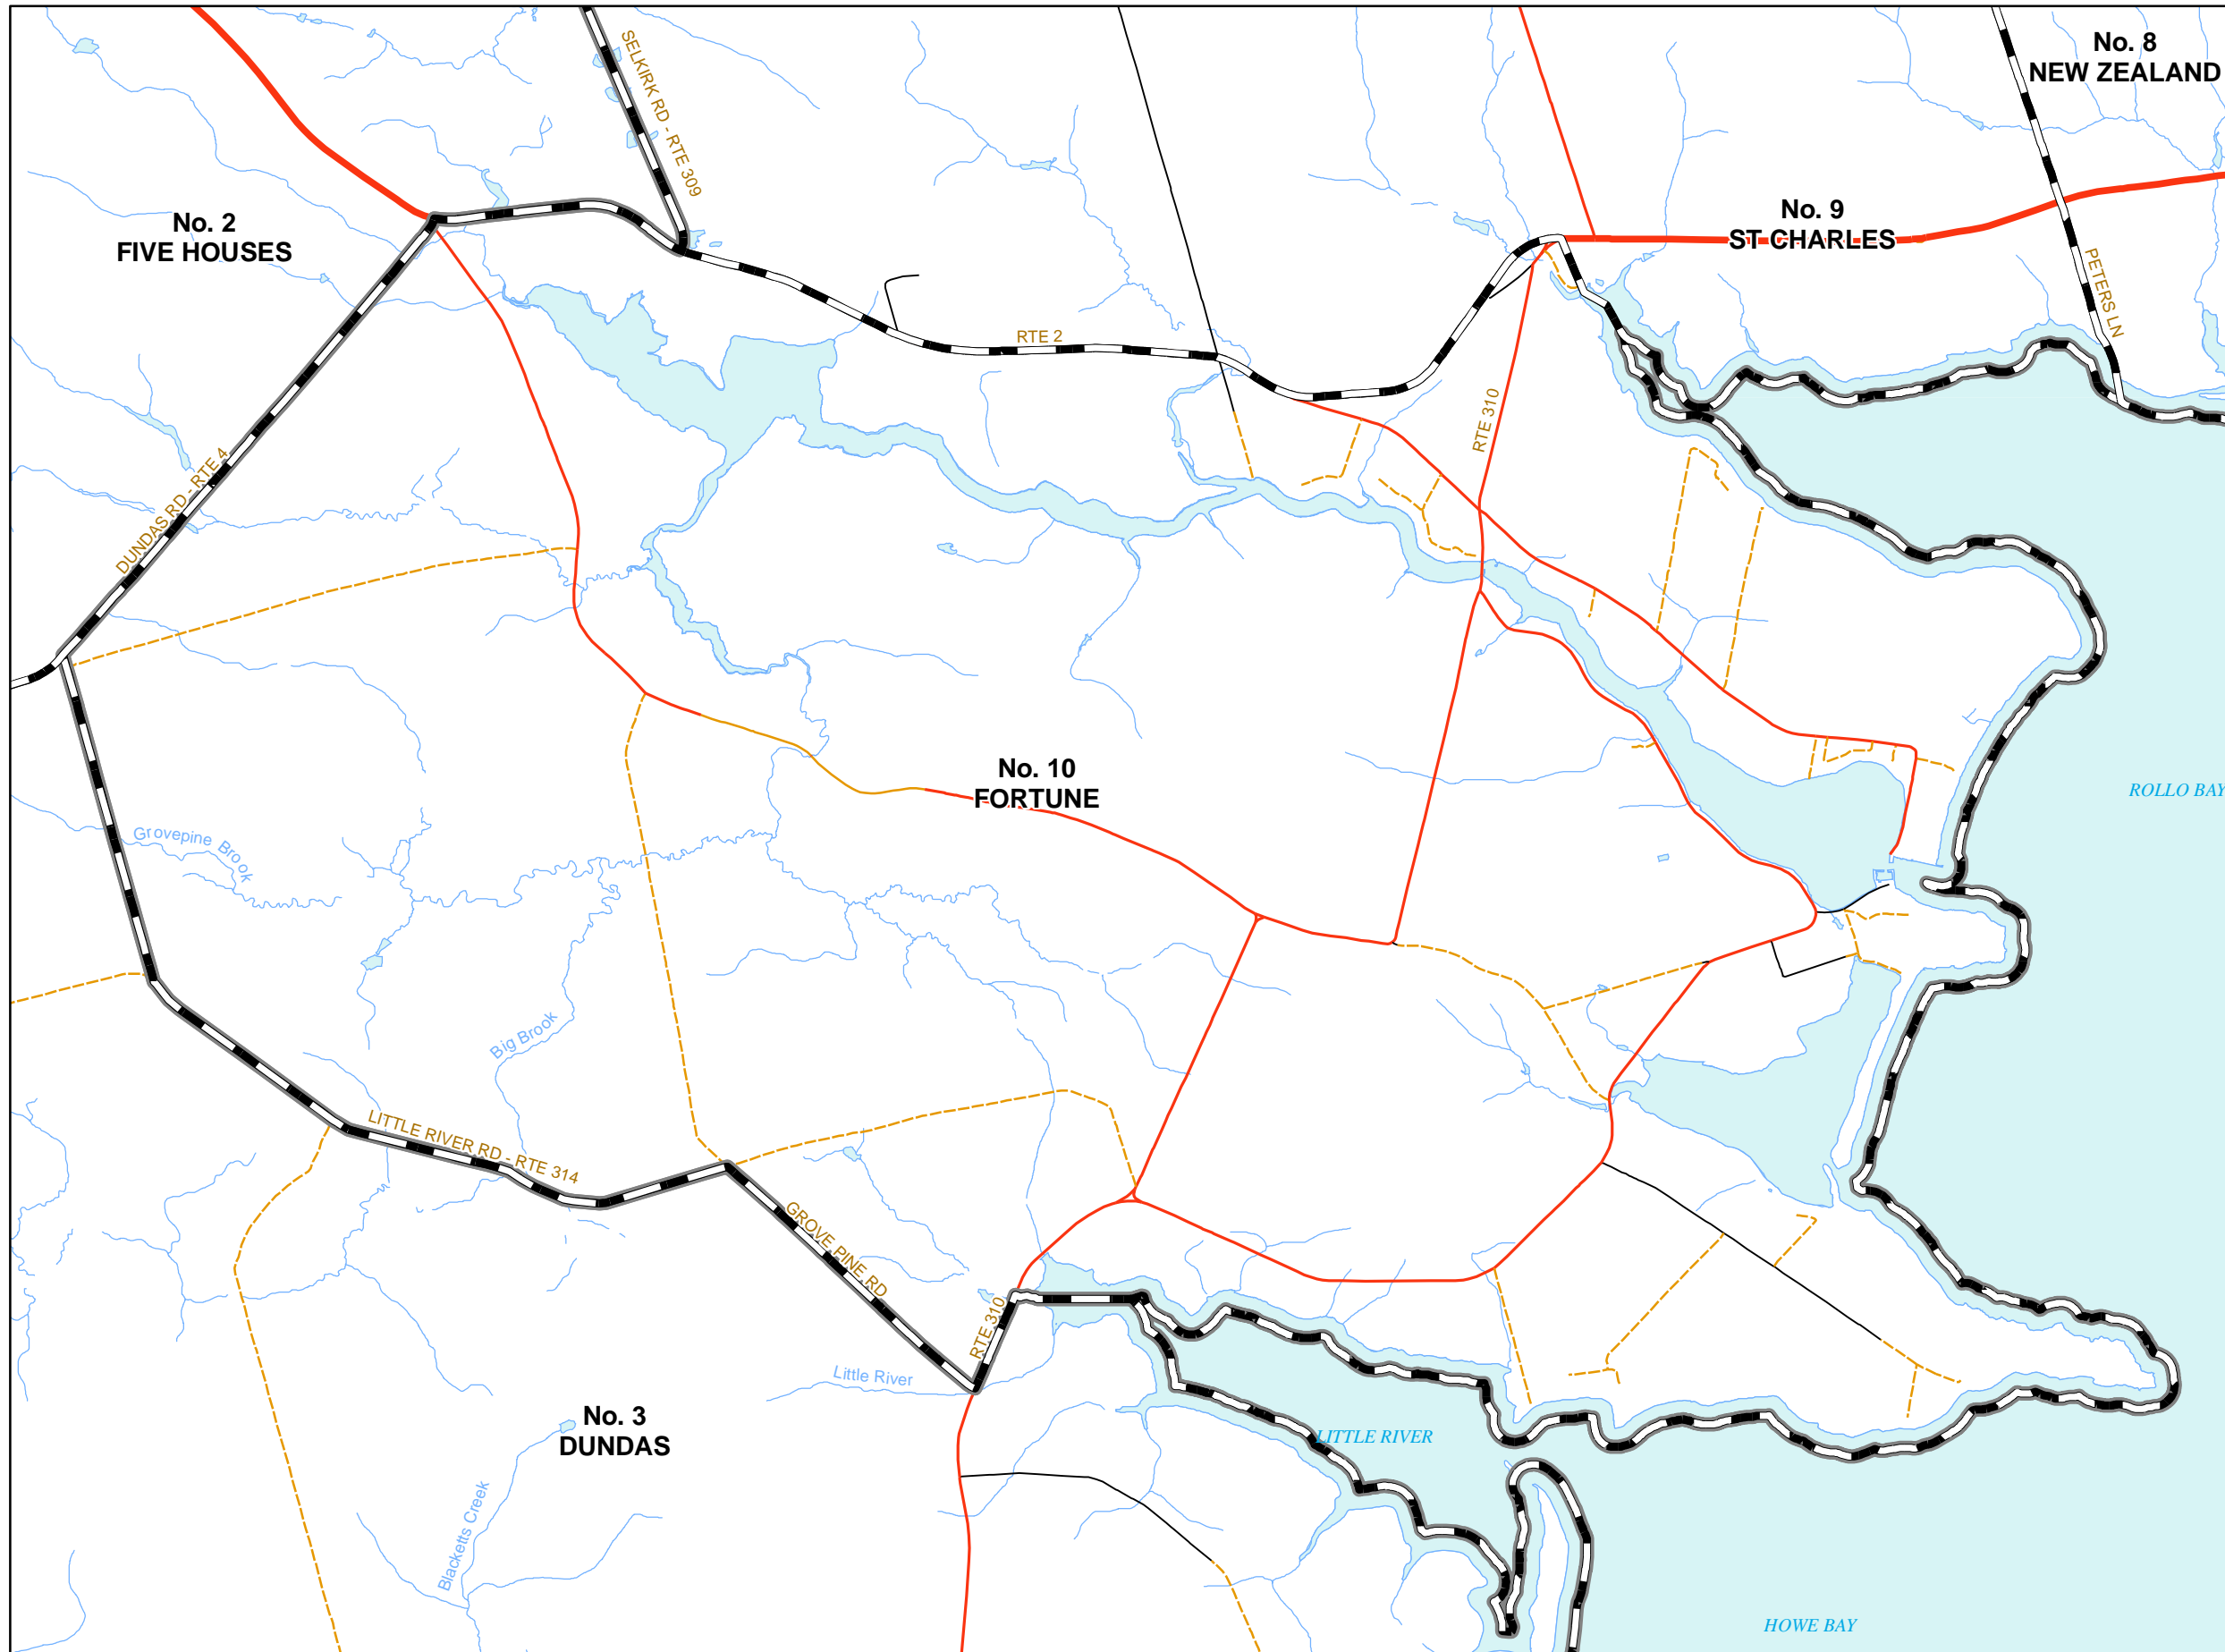 No. 8
NEW ZEALAND
SELKIRK RD - RTE 309
No. 2
FIVE HOUSES
No. 9
ST CHARLES
PETERS LN
RTE 2
RTE 310
DUNDAS RD - RTE 4
No. 10
FORTUNE
ROLLO BAY
Grovepine Brook
Big Brook
LITTLE RIVER RD - RTE 314
GROVE PINE RD
RTE 310
Little River
No. 3
DUNDAS
LITTLE RIVER
Blacketts Creek
HOWE BAY